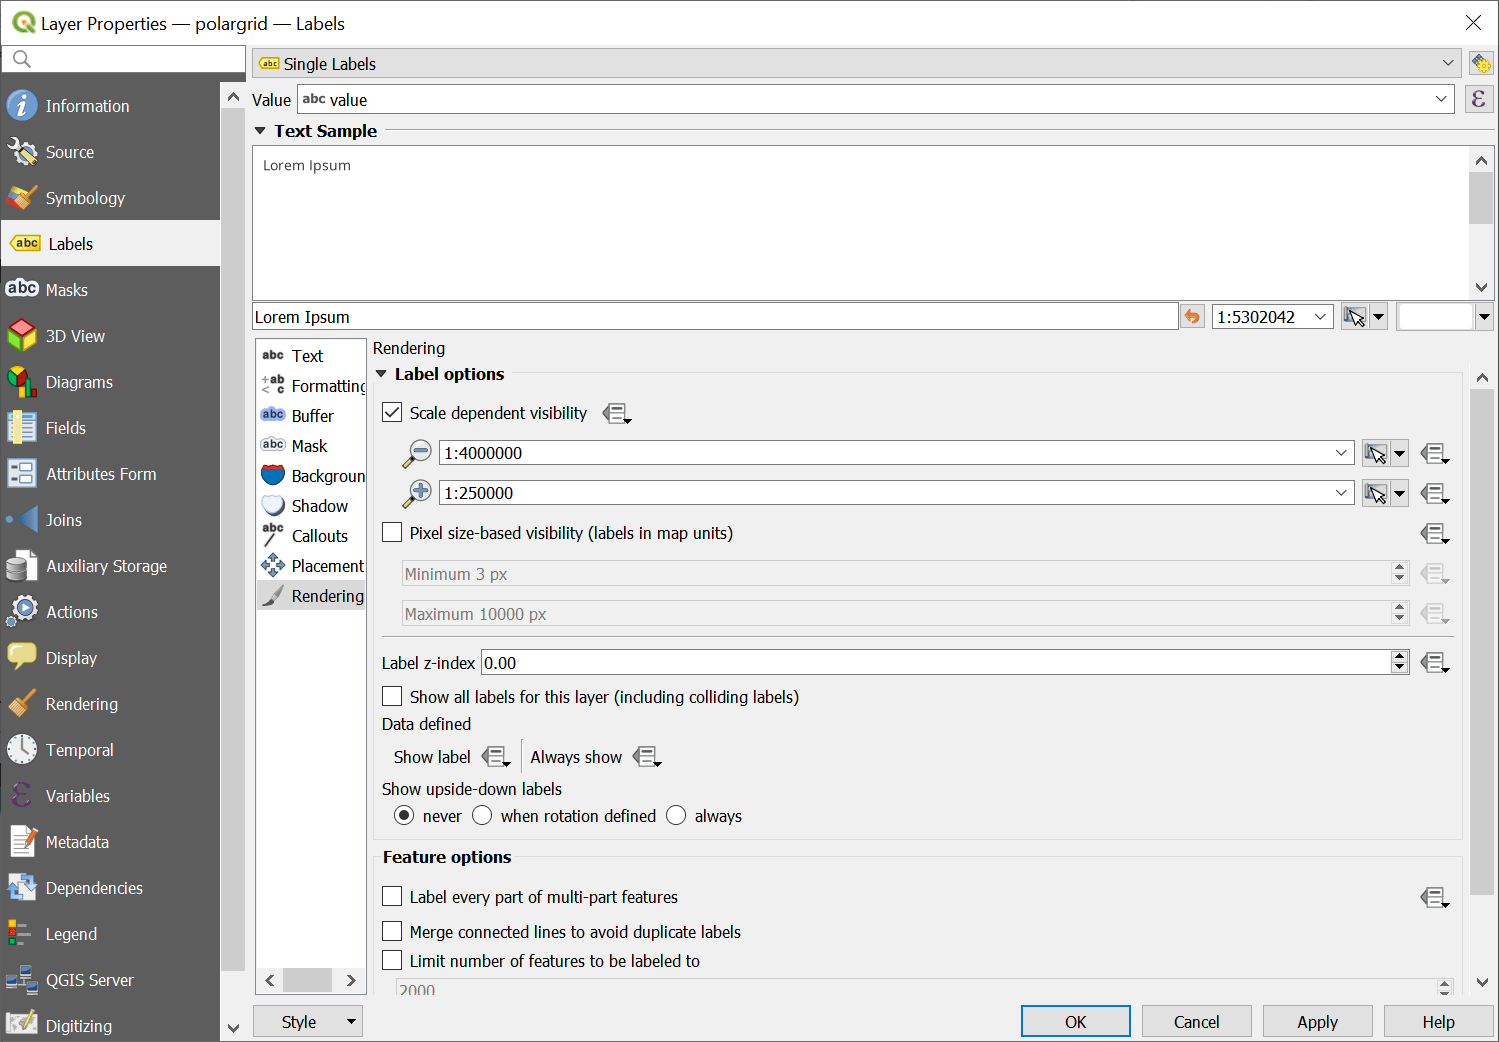 Layer Properties — polargrid — Labels
Single Labels
Value abc value
Text Sample
Lorem Ipsum
Lorem Ipsum
1:5302042
Information
Source
Symbology
abc Labels
abc Masks
3D View
Diagrams
Fields
Attributes Form
Joins
Auxiliary Storage
Actions
Display
Rendering
Temporal
Variables
Metadata
Dependencies
Legend
QGIS Server
Digitizing
abc Text
+ab < c Formatting
abc Buffer
abc Mask
Backgroun
Shadow
abc Callouts
Placement
Rendering
Rendering
Label options
Scale dependent visibility
1:4000000
1:250000
Pixel size-based visibility (labels in map units)
Minimum 3 px
Maximum 10000 px
Label z-index 0.00
Show all labels for this layer (including colliding labels)
Data defined
Show label Always show
Show upside-down labels
never when rotation defined always
Feature options
Label every part of multi-part features
Merge connected lines to avoid duplicate labels
Limit number of features to be labeled to
2000
Style OK Cancel Apply Help